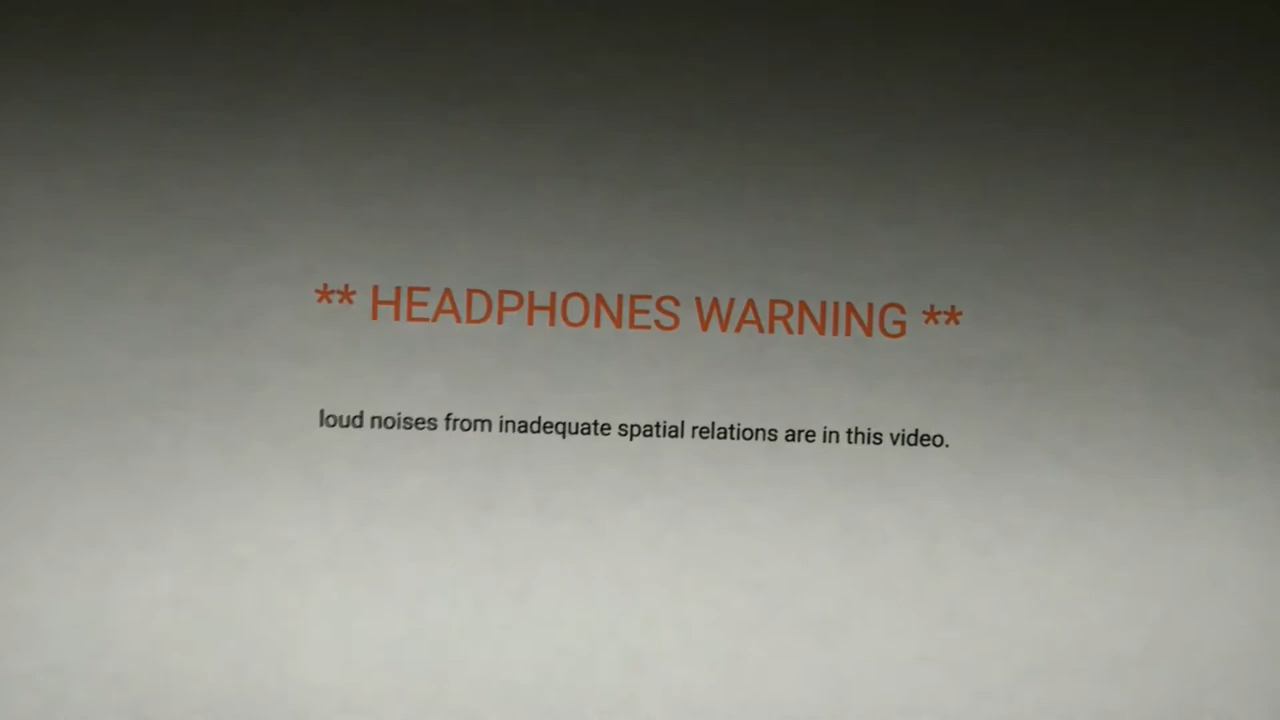 ** HEADPHONES WARNING **
loud noises from inadequate spatial relations are in this video.